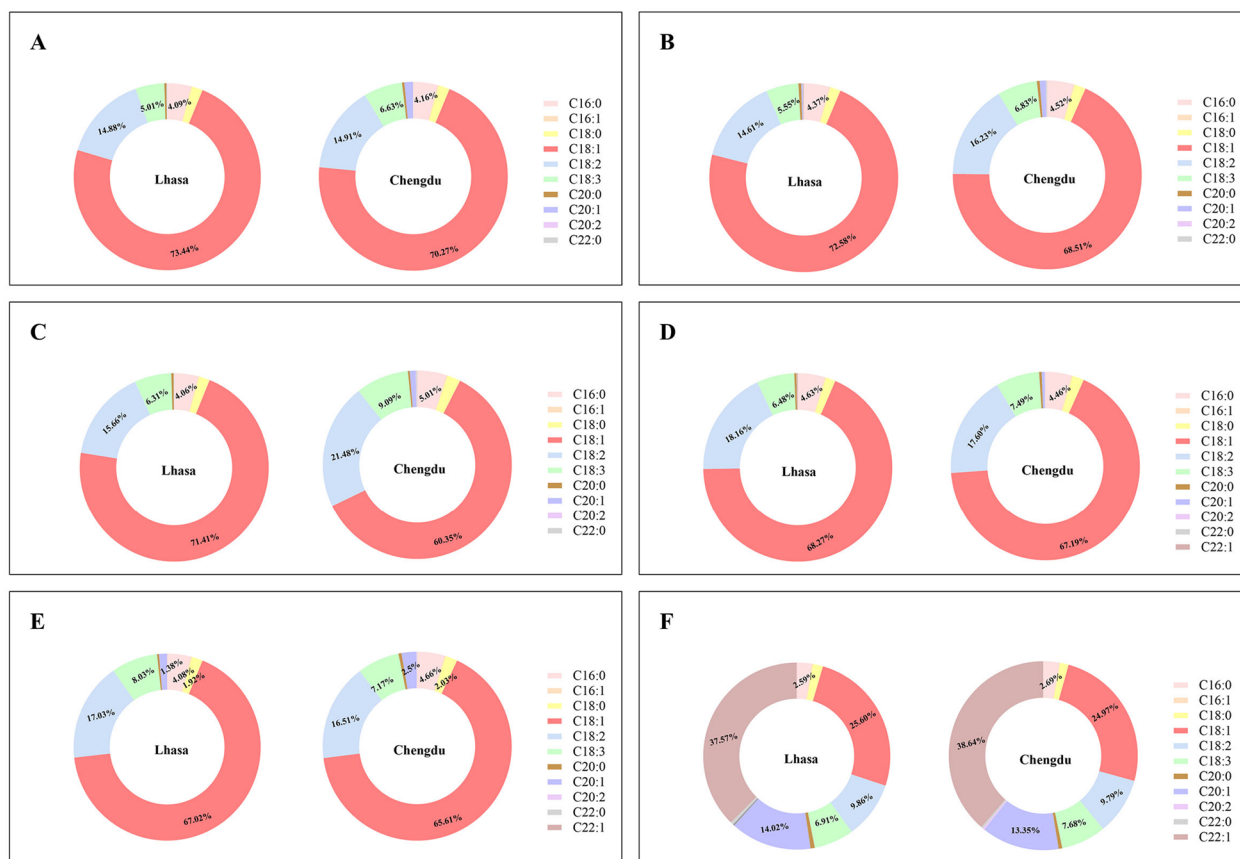 A
5.01%
4.09%
14.88%
Lhasa
73.44%
6.63%
4.16%
14.91%
Chengdu
70.27%
C16:0
C16:1
C18:0
C18:1
C18:2
C18:3
C20:0
C20:1
C20:2
C22:0
B
5.55%
4.37%
14.61%
Lhasa
72.58%
6.83%
4.52%
16.23%
Chengdu
68.51%
C16:0
C16:1
C18:0
C18:1
C18:2
C18:3
C20:0
C20:1
C20:2
C22:0
C
6.31%
4.06%
15.66%
Lhasa
71.41%
9.09%
5.01%
21.48%
Chengdu
60.35%
C16:0
C16:1
C18:0
C18:1
C18:2
C18:3
C20:0
C20:1
C20:2
C22:0
D
6.48%
4.63%
18.16%
Lhasa
68.27%
7.49%
4.46%
17.60%
Chengdu
67.19%
C16:0
C16:1
C18:0
C18:1
C18:2
C18:3
C20:0
C20:1
C20:2
C22:0
C22:1
E
1.38%
8.03%
4.08%
1.92%
17.03%
Lhasa
67.02%
2.5%
7.17%
4.66%
2.03%
16.51%
Chengdu
65.61%
C16:0
C16:1
C18:0
C18:1
C18:2
C18:3
C20:0
C20:1
C20:2
C22:0
C22:1
F
2.59%
25.60%
37.57%
Lhasa
9.86%
14.02%
6.91%
2.69%
24.97%
38.64%
Chengdu
9.79%
13.35%
7.68%
C16:0
C16:1
C18:0
C18:1
C18:2
C18:3
C20:0
C20:1
C20:2
C22:0
C22:1